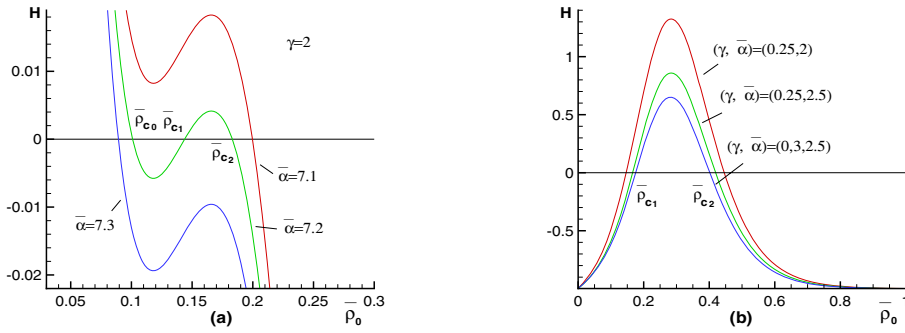 H
0.01
0
-0.01
-0.02
γ=2
ρ̄c0 ρ̄c1
ρ̄c2
ᾱ=7.1
ᾱ=7.3
ᾱ=7.2
0.05 0.1 0.15 0.2 0.25 0.3
(a)
ρ̄0
H
1
0.5
0
-0.5
(γ, ᾱ)=(0.25,2)
(γ, ᾱ)=(0.25,2.5)
(γ, ᾱ)=(0,3,2.5)
ρ̄c1 ρ̄c2
0 0.2 0.4 0.6 0.8 1
(b)
ρ̄0